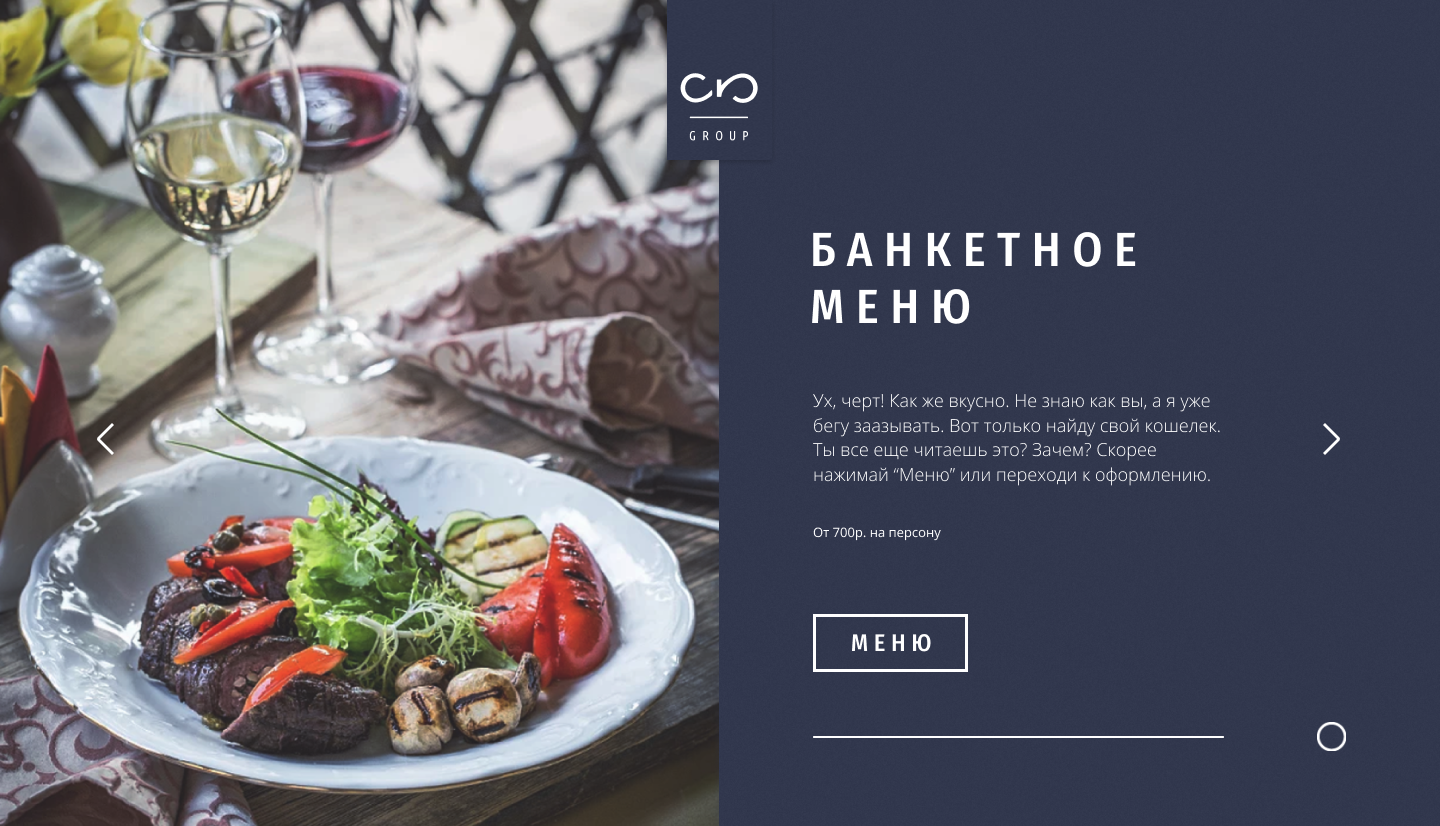 GROUP
БАНКЕТНОЕ
МЕНЮ
Ух, черт! Как же вкусно. Не знаю как вы, а я уже
бегу заазывать. Вот только найду свой кошелек.
Ты все еще читаешь это? Зачем? Скорее
нажимай “Меню” или переходи к оформлению.
От 700р. на персону
МЕНЮ